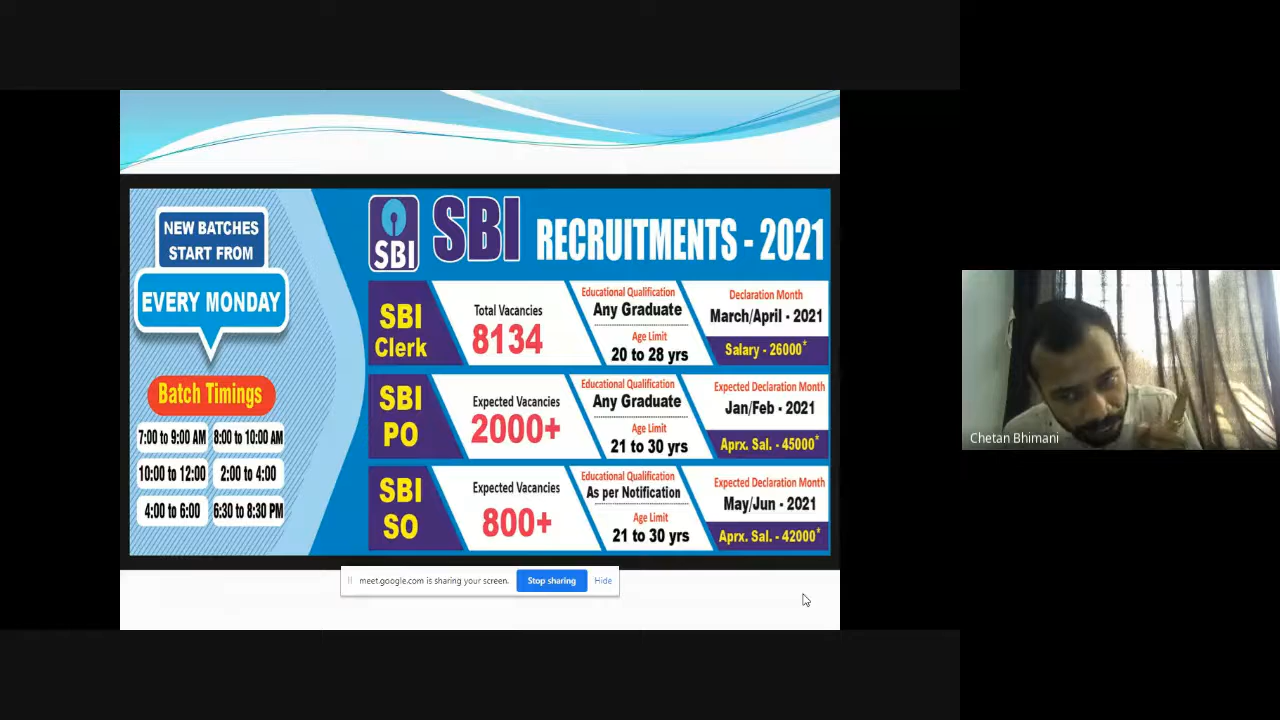 NEW BATCHES
START FROM
EVERY MONDAY
Batch Timings
7:00 to 9:00 AM
8:00 to 10:00 AM
10:00 to 12:00
2:00 to 4:00
4:00 to 6:00
6:30 to 8:30 PM
SBI
SBI
RECRUITMENTS - 2021
SBI
Clerk
Total Vacancies
8134
Educational Qualification
Any Graduate
Age Limit
20 to 28 yrs
Declaration Month
March/April - 2021
Salary - 26000*
SBI
PO
Expected Vacancies
2000+
Educational Qualification
Any Graduate
Age Limit
21 to 30 yrs
Expected Declaration Month
Jan/Feb - 2021
Aprx. Sal. - 45000*
SBI
SO
Expected Vacancies
800+
Educational Qualification
As per Notification
Age Limit
21 to 30 yrs
Expected Declaration Month
May/Jun - 2021
Aprx. Sal. - 42000*
meet.google.com is sharing your screen.
Stop sharing
Hide
Chetan Bhimani